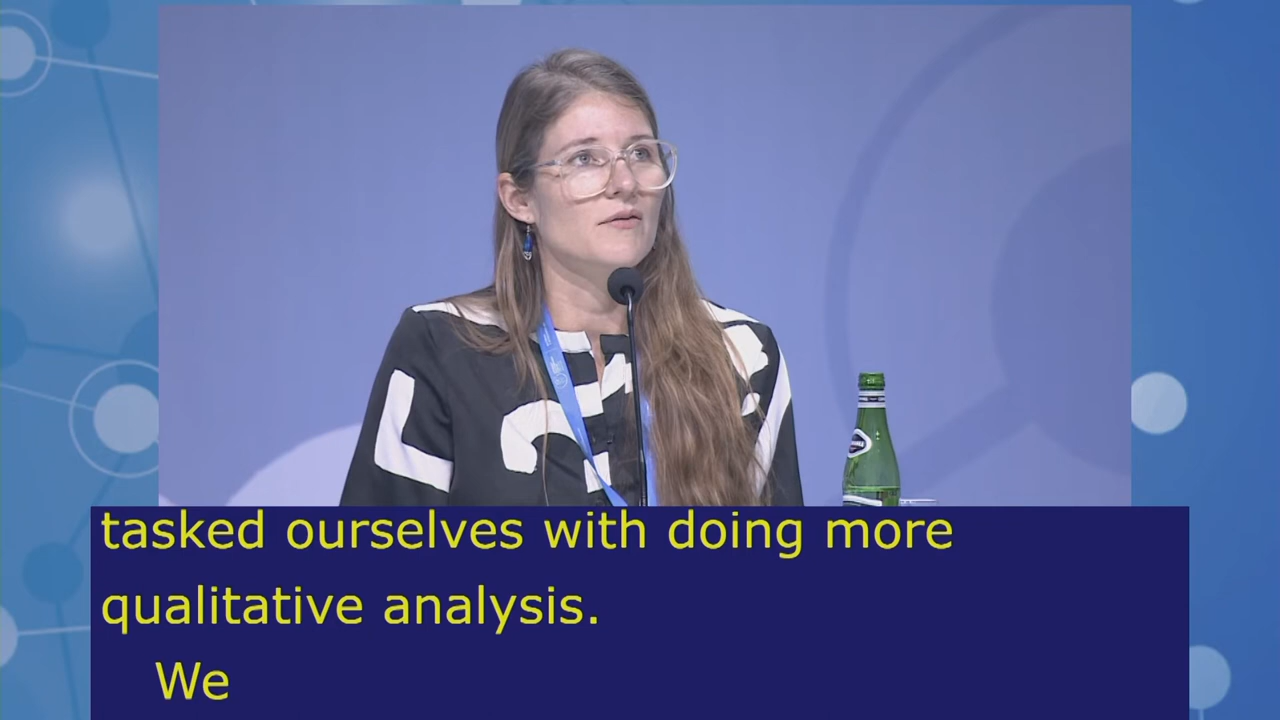 tasked ourselves with doing more
qualitative analysis.
We